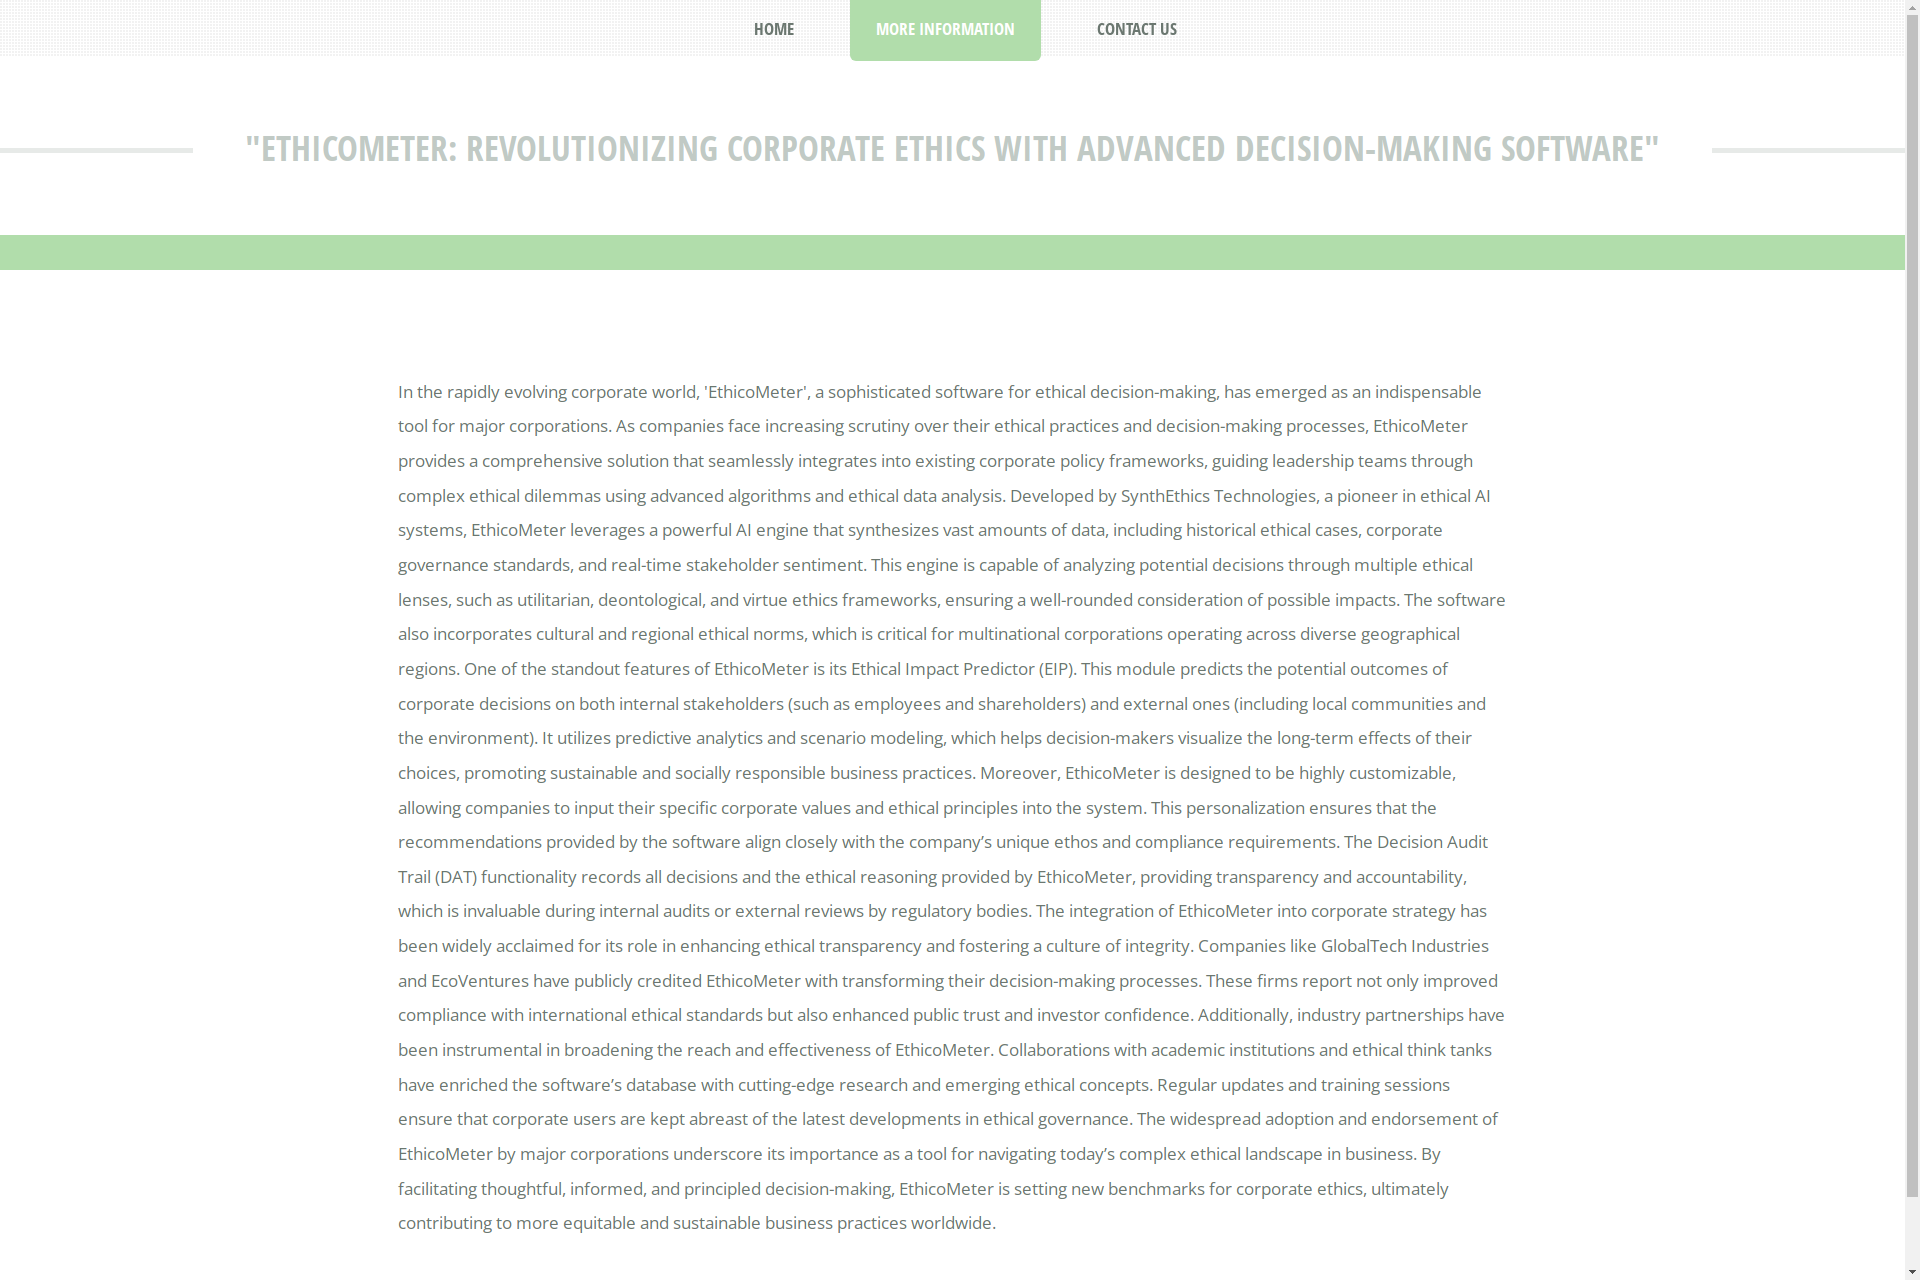 HOME
MORE INFORMATION
CONTACT US
"ETHICOMETER: REVOLUTIONIZING CORPORATE ETHICS WITH ADVANCED DECISION-MAKING SOFTWARE"
In the rapidly evolving corporate world, 'EthicoMeter', a sophisticated software for ethical decision-making, has emerged as an indispensable
tool for major corporations. As companies face increasing scrutiny over their ethical practices and decision-making processes, EthicoMeter
provides a comprehensive solution that seamlessly integrates into existing corporate policy frameworks, guiding leadership teams through
complex ethical dilemmas using advanced algorithms and ethical data analysis. Developed by SynthEthics Technologies, a pioneer in ethical AI
systems, EthicoMeter leverages a powerful AI engine that synthesizes vast amounts of data, including historical ethical cases, corporate
governance standards, and real-time stakeholder sentiment. This engine is capable of analyzing potential decisions through multiple ethical
lenses, such as utilitarian, deontological, and virtue ethics frameworks, ensuring a well-rounded consideration of possible impacts. The software
also incorporates cultural and regional ethical norms, which is critical for multinational corporations operating across diverse geographical
regions. One of the standout features of EthicoMeter is its Ethical Impact Predictor (EIP). This module predicts the potential outcomes of
corporate decisions on both internal stakeholders (such as employees and shareholders) and external ones (including local communities and
the environment). It utilizes predictive analytics and scenario modeling, which helps decision-makers visualize the long-term effects of their
choices, promoting sustainable and socially responsible business practices. Moreover, EthicoMeter is designed to be highly customizable,
allowing companies to input their specific corporate values and ethical principles into the system. This personalization ensures that the
recommendations provided by the software align closely with the company’s unique ethos and compliance requirements. The Decision Audit
Trail (DAT) functionality records all decisions and the ethical reasoning provided by EthicoMeter, providing transparency and accountability,
which is invaluable during internal audits or external reviews by regulatory bodies. The integration of EthicoMeter into corporate strategy has
been widely acclaimed for its role in enhancing ethical transparency and fostering a culture of integrity. Companies like GlobalTech Industries
and EcoVentures have publicly credited EthicoMeter with transforming their decision-making processes. These firms report not only improved
compliance with international ethical standards but also enhanced public trust and investor confidence. Additionally, industry partnerships have
been instrumental in broadening the reach and effectiveness of EthicoMeter. Collaborations with academic institutions and ethical think tanks
have enriched the software’s database with cutting-edge research and emerging ethical concepts. Regular updates and training sessions
ensure that corporate users are kept abreast of the latest developments in ethical governance. The widespread adoption and endorsement of
EthicoMeter by major corporations underscore its importance as a tool for navigating today’s complex ethical landscape in business. By
facilitating thoughtful, informed, and principled decision-making, EthicoMeter is setting new benchmarks for corporate ethics, ultimately
contributing to more equitable and sustainable business practices worldwide.